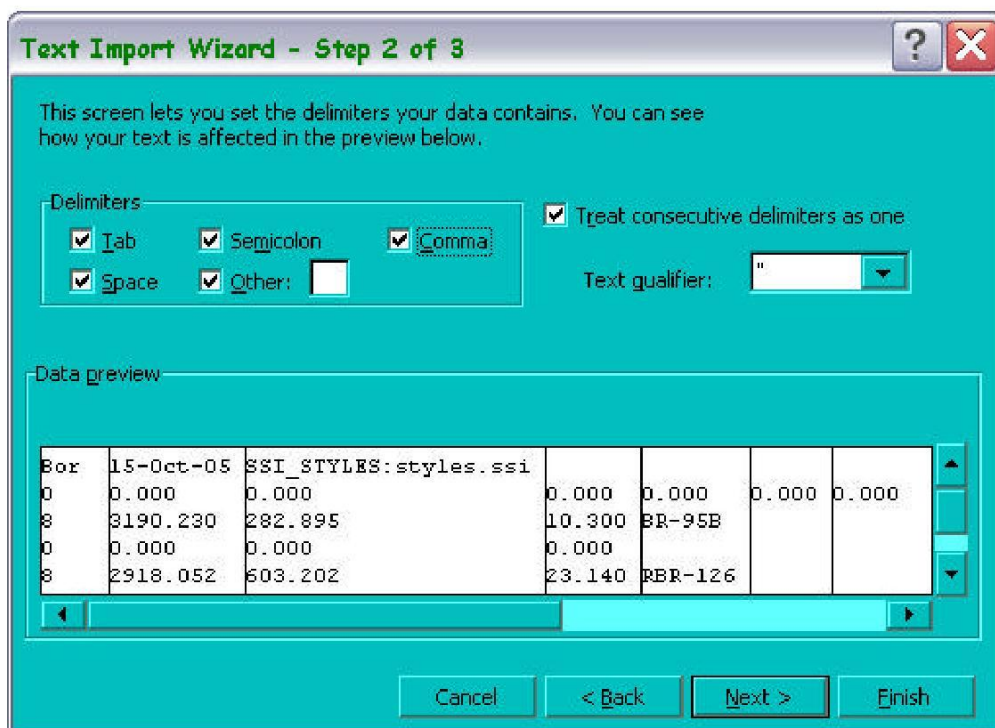 Text Import Wizard - Step 2 of 3
?
This screen lets you set the delimiters your data contains. You can see
how your text is affected in the preview below.
Delimiters
Tab Semicolon Comma
Space Other:
Treat consecutive delimiters as one
Text qualifier: "
Data preview
Bor 15-Oct-05 SSI_STYLES:styles.ssi
0 0.000 0.000 0.000 0.000 0.000 0.000
8 3190.230 282.895 10.300 BR-95B
0 0.000 0.000 0.000
8 2918.052 603.202 23.140 RBR-126
Cancel < Back Next > Finish